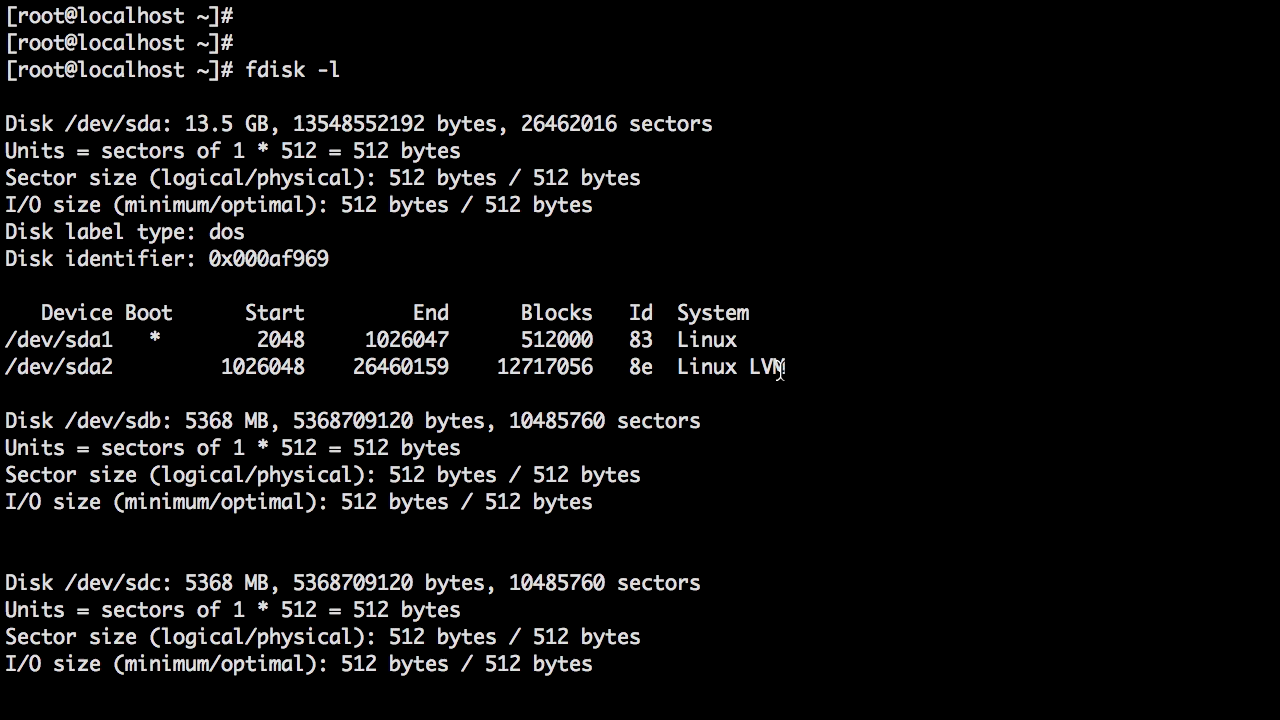 [root@localhost ~]#
[root@localhost ~]#
[root@localhost ~]# fdisk -l
Disk /dev/sda: 13.5 GB, 13548552192 bytes, 26462016 sectors
Units = sectors of 1 * 512 = 512 bytes
Sector size (logical/physical): 512 bytes / 512 bytes
I/O size (minimum/optimal): 512 bytes / 512 bytes
Disk label type: dos
Disk identifier: 0x000af969
Device Boot Start End Blocks Id System
/dev/sda1 * 2048 1026047 512000 83 Linux
/dev/sda2 1026048 26460159 12717056 8e Linux LVM
Disk /dev/sdb: 5368 MB, 5368709120 bytes, 10485760 sectors
Units = sectors of 1 * 512 = 512 bytes
Sector size (logical/physical): 512 bytes / 512 bytes
I/O size (minimum/optimal): 512 bytes / 512 bytes
Disk /dev/sdc: 5368 MB, 5368709120 bytes, 10485760 sectors
Units = sectors of 1 * 512 = 512 bytes
Sector size (logical/physical): 512 bytes / 512 bytes
I/O size (minimum/optimal): 512 bytes / 512 bytes